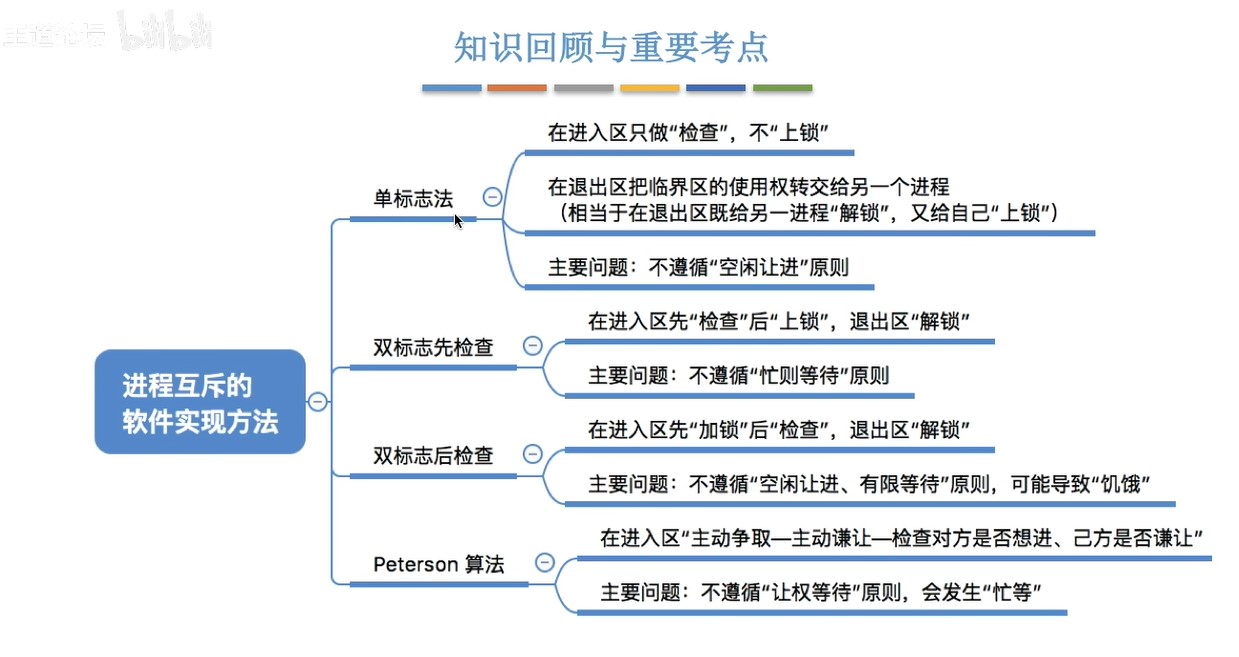 王道论坛 bilibili
知识回顾与重要考点
在进入区只做“检查”，不“上锁”
单标志法
在退出区把临界区的使用权转交给另一个进程
（相当于在退出区既给另一进程“解锁”，又给自己“上锁”）
主要问题：不遵循“空闲让进”原则
在进入区先“检查”后“上锁”，退出区“解锁”
双标志先检查
主要问题：不遵循“忙则等待”原则
进程互斥的
软件实现方法
在进入区先“加锁”后“检查”，退出区“解锁”
双标志后检查
主要问题：不遵循“空闲让进、有限等待”原则，可能导致“饥饿”
在进入区“主动争取—主动谦让—检查对方是否想进、己方是否谦让”
Peterson 算法
主要问题：不遵循“让权等待”原则，会发生“忙等”